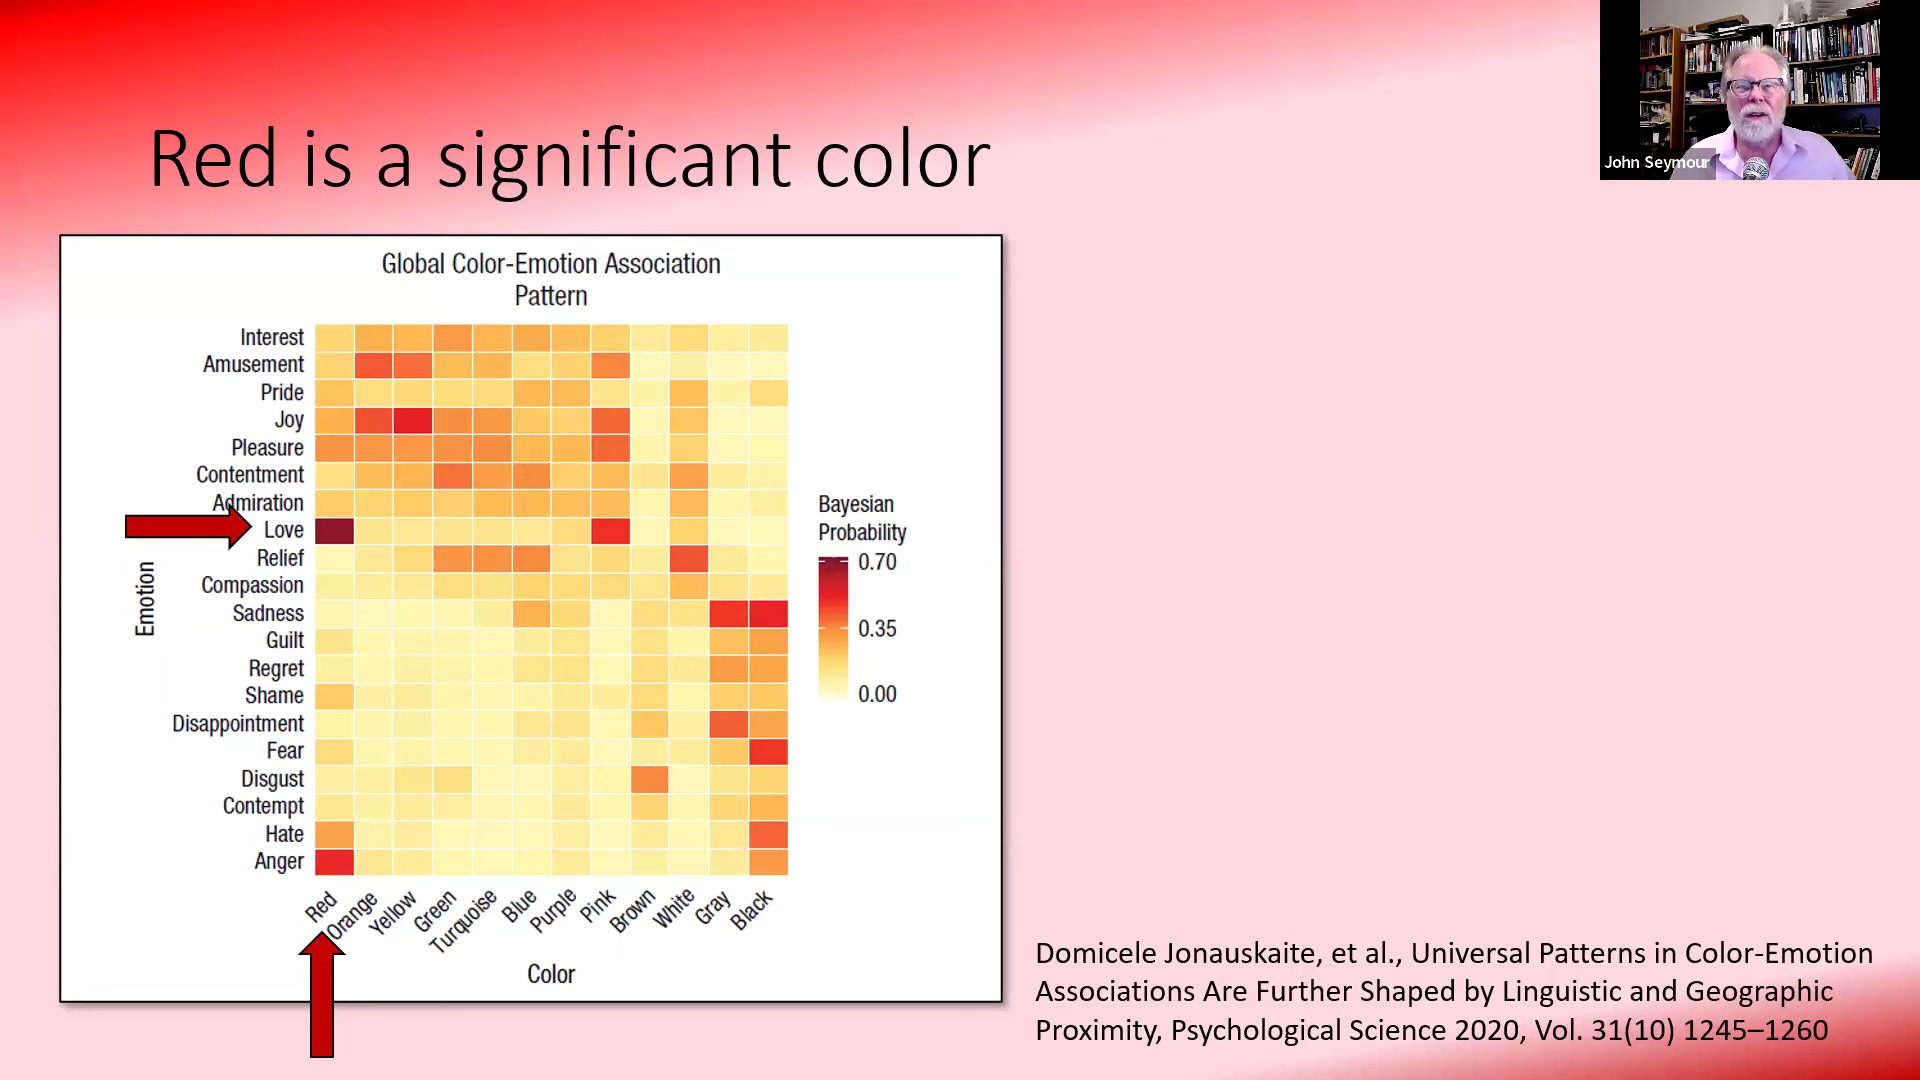 John Seymour
Red is a significant color
Global Color-Emotion Association
Pattern
Interest
Amusement
Pride
Joy
Pleasure
Contentment
Admiration
Love
Relief
Compassion
Sadness
Guilt
Regret
Shame
Disappointment
Fear
Disgust
Contempt
Hate
Anger
Emotion
Red
Orange
Yellow
Green
Turquoise
Blue
Purple
Pink
Brown
White
Gray
Black
Color
Bayesian
Probability
0.70
0.35
0.00
Domicele Jonauskaite, et al., Universal Patterns in Color-Emotion
Associations Are Further Shaped by Linguistic and Geographic
Proximity, Psychological Science 2020, Vol. 31(10) 1245–1260